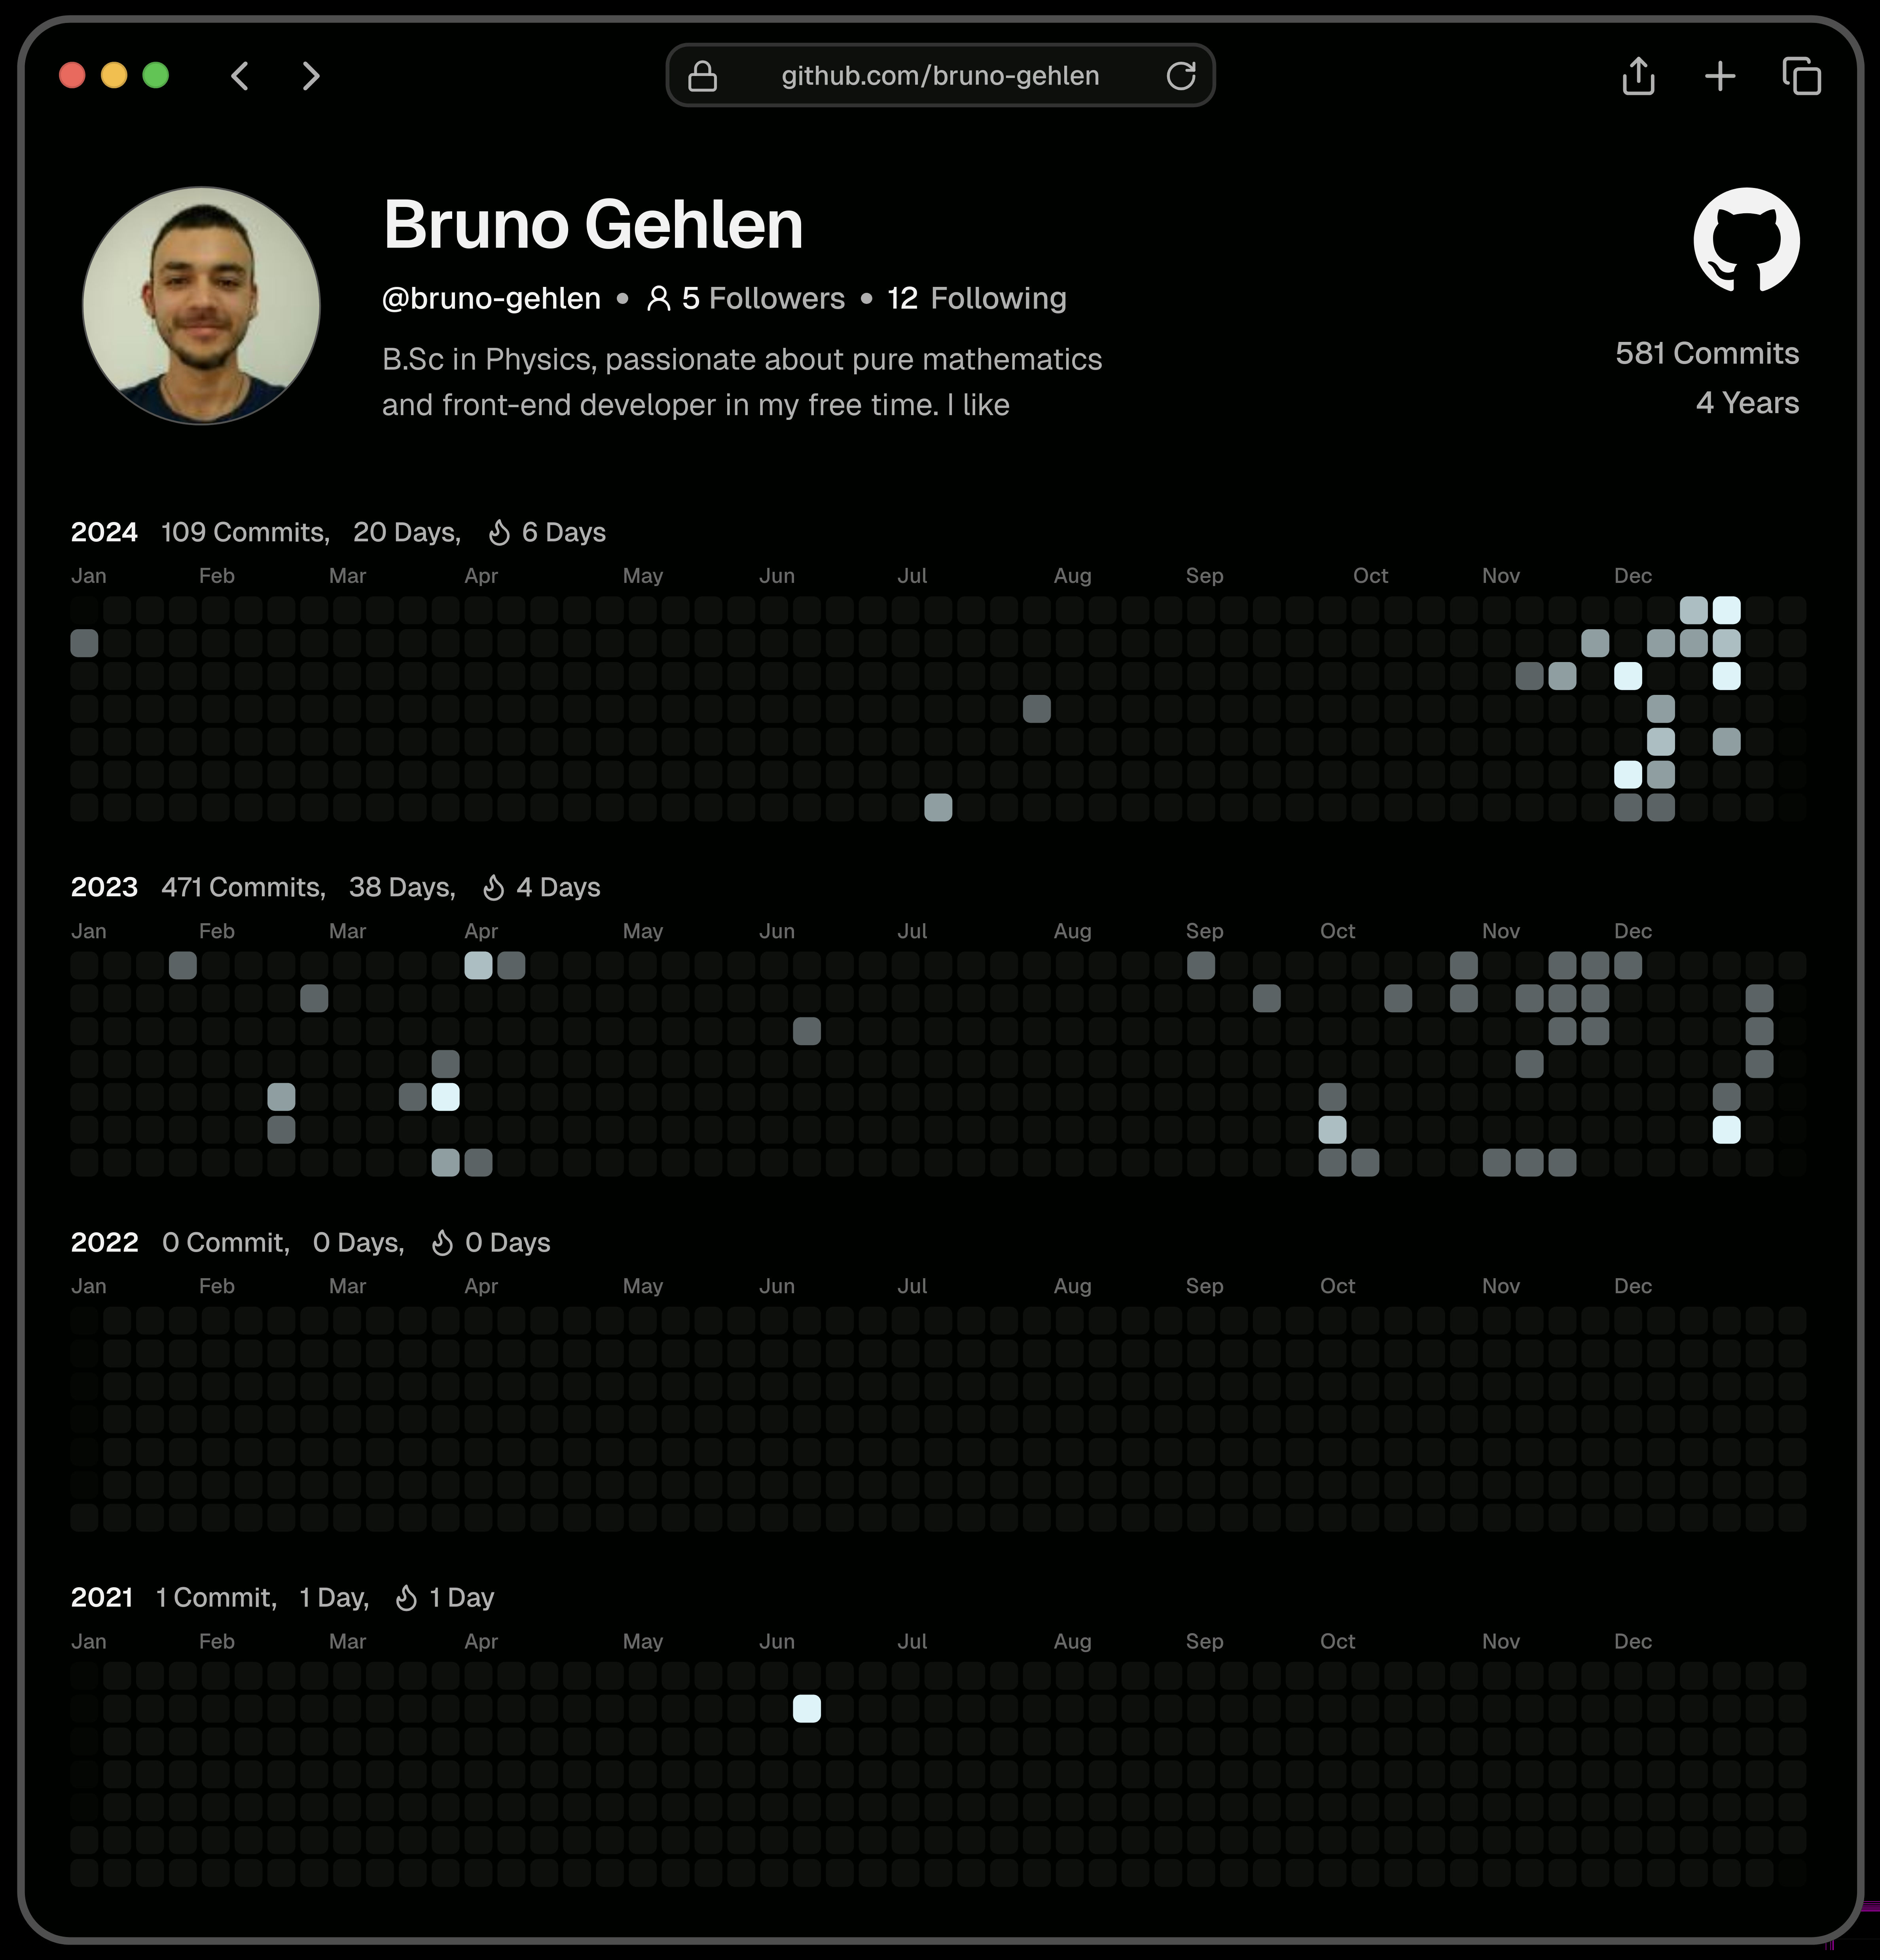 github.com/bruno-gehlen
Bruno Gehlen
@bruno-gehlen • 5 Followers • 12 Following
B.Sc in Physics, passionate about pure mathematics
and front-end developer in my free time. I like
581 Commits
4 Years
2024 109 Commits, 20 Days, 6 Days
Jan Feb Mar Apr May Jun Jul Aug Sep Oct Nov Dec
2023 471 Commits, 38 Days, 4 Days
Jan Feb Mar Apr May Jun Jul Aug Sep Oct Nov Dec
2022 0 Commit, 0 Days, 0 Days
Jan Feb Mar Apr May Jun Jul Aug Sep Oct Nov Dec
2021 1 Commit, 1 Day, 1 Day
Jan Feb Mar Apr May Jun Jul Aug Sep Oct Nov Dec